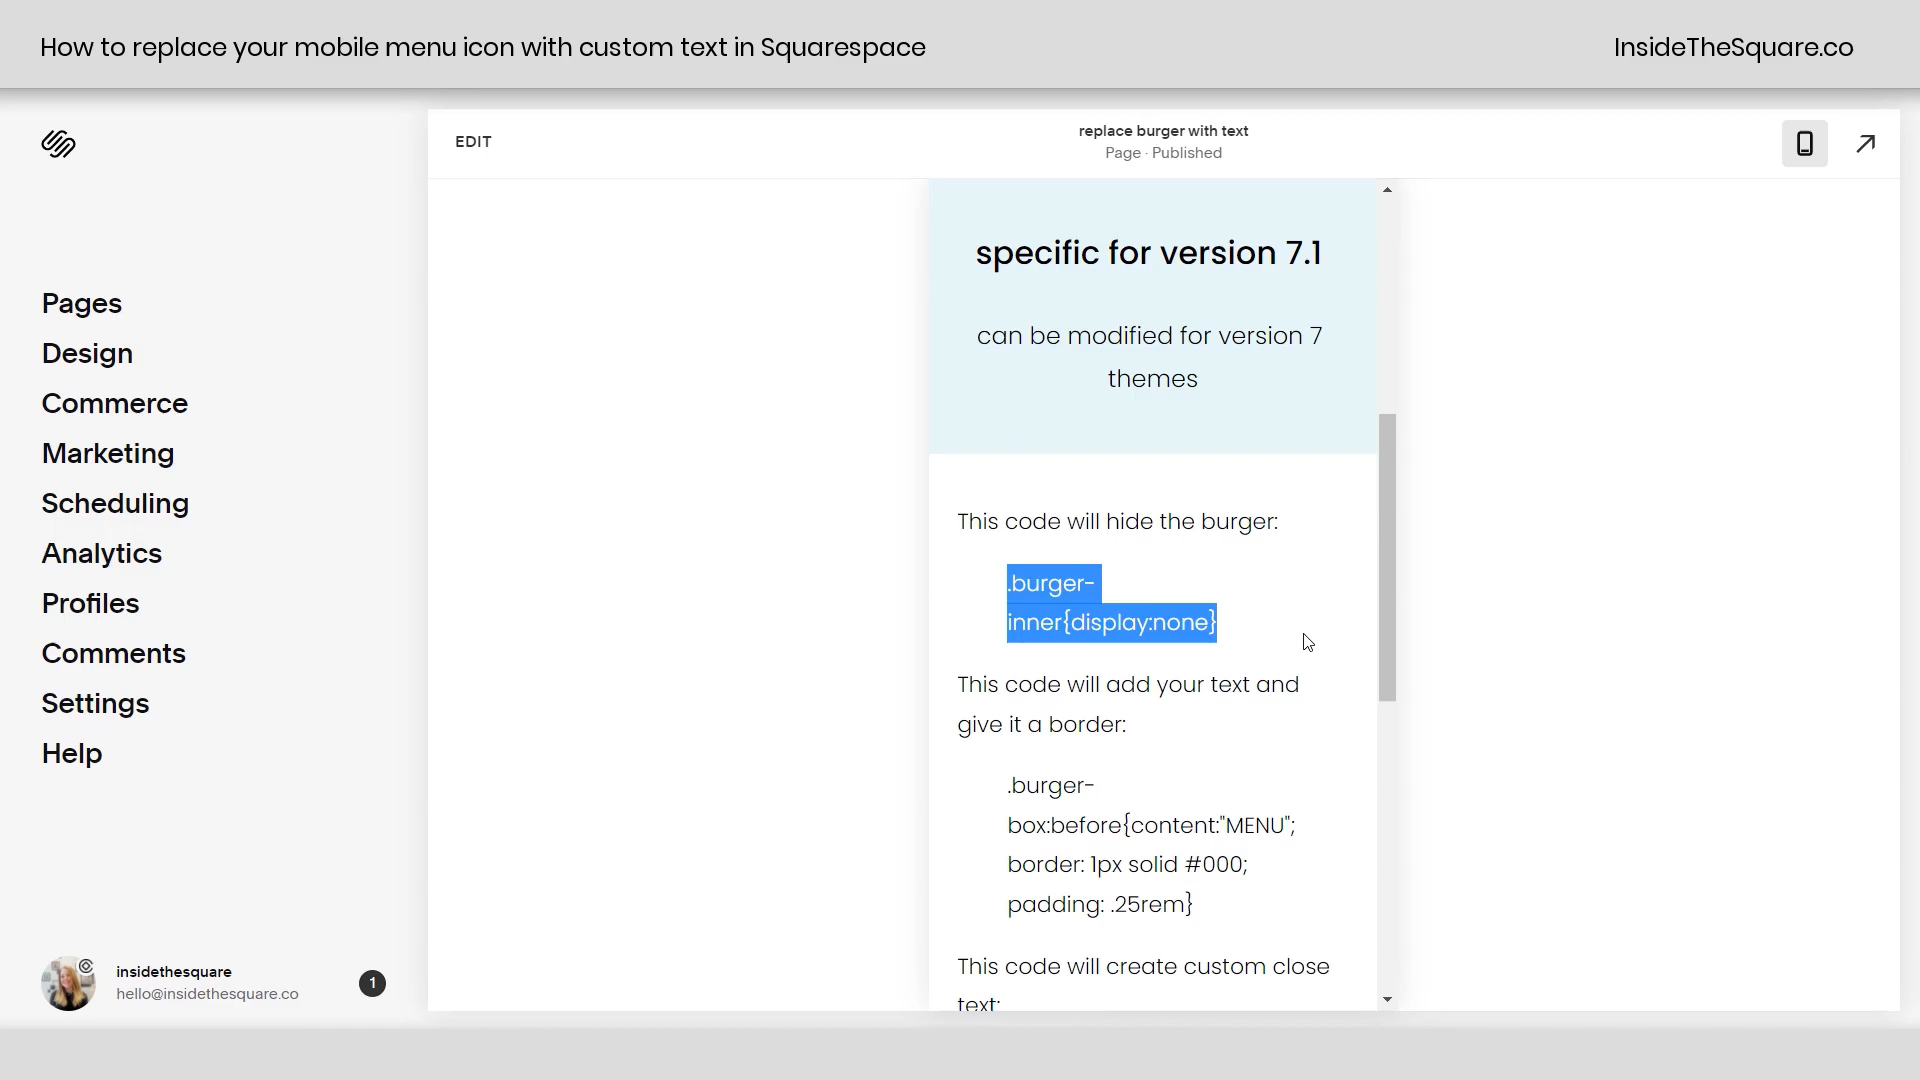 How to replace your mobile menu icon with custom text in Squarespace
InsideTheSquare.co
EDIT
replace burger with text
Page · Published
Pages
Design
Commerce
Marketing
Scheduling
Analytics
Profiles
Comments
Settings
Help
insidethesquare
hello@insidethesquare.co
1
specific for version 7.1
can be modified for version 7
themes
This code will hide the burger:
.burger-
inner{display:none}
This code will add your text and
give it a border:
.burger-
box:before{content:"MENU";
border: 1px solid #000;
padding: .25rem}
This code will create custom close
text: